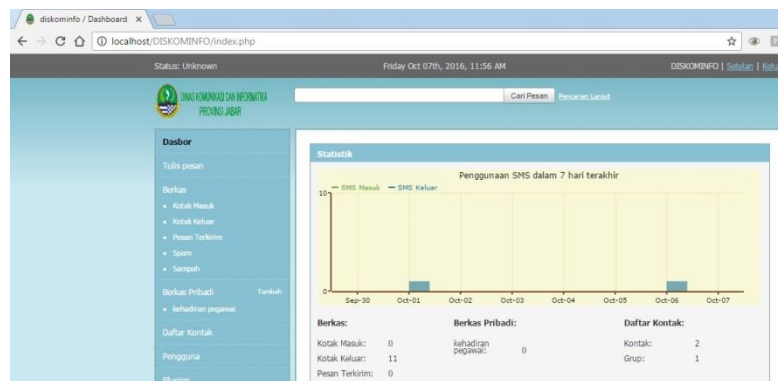 diskominfo / Dashboard
localhost/DISKOMINFO/index.php
Status: Unknown
Friday Oct 07th, 2016, 11:56 AM
DISKOMINFO | Setelan | Kelu
DINAS KOMUNIKASI DAN INFORMATIKA
PROVINSI JABAR
Cari Pesan
Pencarian Lanjut
Dasbor
Tulis pesan
Berkas
Kotak Masuk
Kotak Keluar
Pesan Terkirim
Spam
Sampah
Berkas Pribadi
Tambah
kehadiran pegawai
Daftar Kontak
Pengguna
Plugins
Statistik
Penggunaan SMS dalam 7 hari terakhir
SMS Masuk
SMS Keluar
10
0
Sep-30 Oct-01 Oct-02 Oct-03 Oct-04 Oct-05 Oct-06 Oct-07
Berkas:
Kotak Masuk: 0
Kotak Keluar: 11
Pesan Terkirim: 0
Berkas Pribadi:
kehadiran
pegawai: 0
Daftar Kontak:
Kontak: 2
Grup: 1